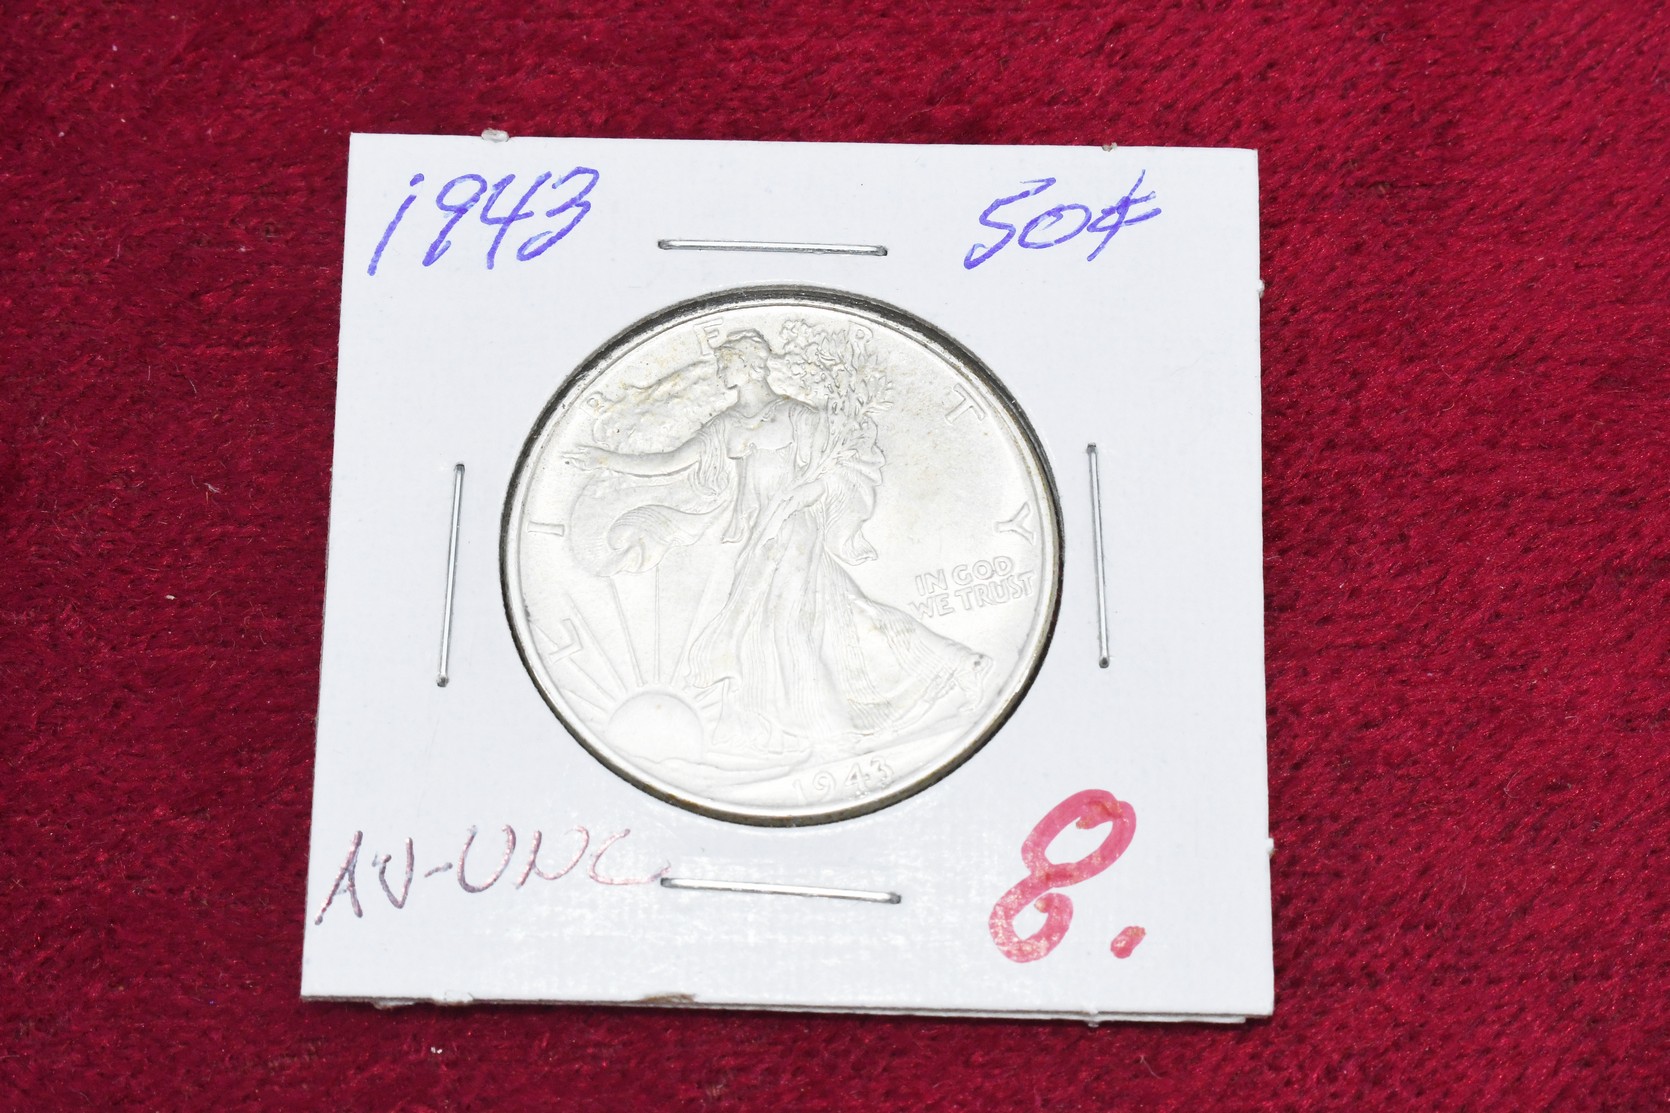 1943 50¢
LIBERTY
IN GOD
WE TRUST
1943
AU-UNC
8.